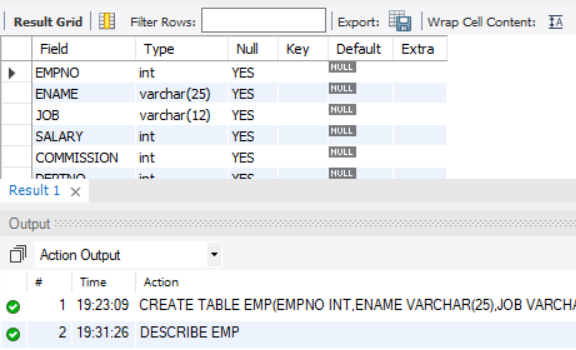 Result Grid Filter Rows: Export: Wrap Cell Content: IA
Field Type Null Key Default Extra
EMPNO int YES NULL
ENAME varchar(25) YES NULL
JOB varchar(12) YES NULL
SALARY int YES NULL
COMMISSION int YES NULL
DEPTNO int YES NULL
Result 1 ×
Output
Action Output
# Time Action
1 19:23:09 CREATE TABLE EMP(EMPNO INT,ENAME VARCHAR(25),JOB VARCHA
2 19:31:26 DESCRIBE EMP